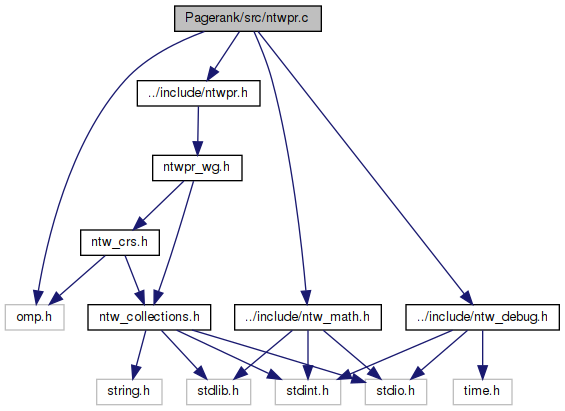 Pagerank/src/ntwpr.c
../include/ntwpr.h
ntwpr_wg.h
ntw_crs.h
omp.h
ntw_collections.h
../include/ntw_math.h
../include/ntw_debug.h
string.h
stdlib.h
stdint.h
stdio.h
time.h